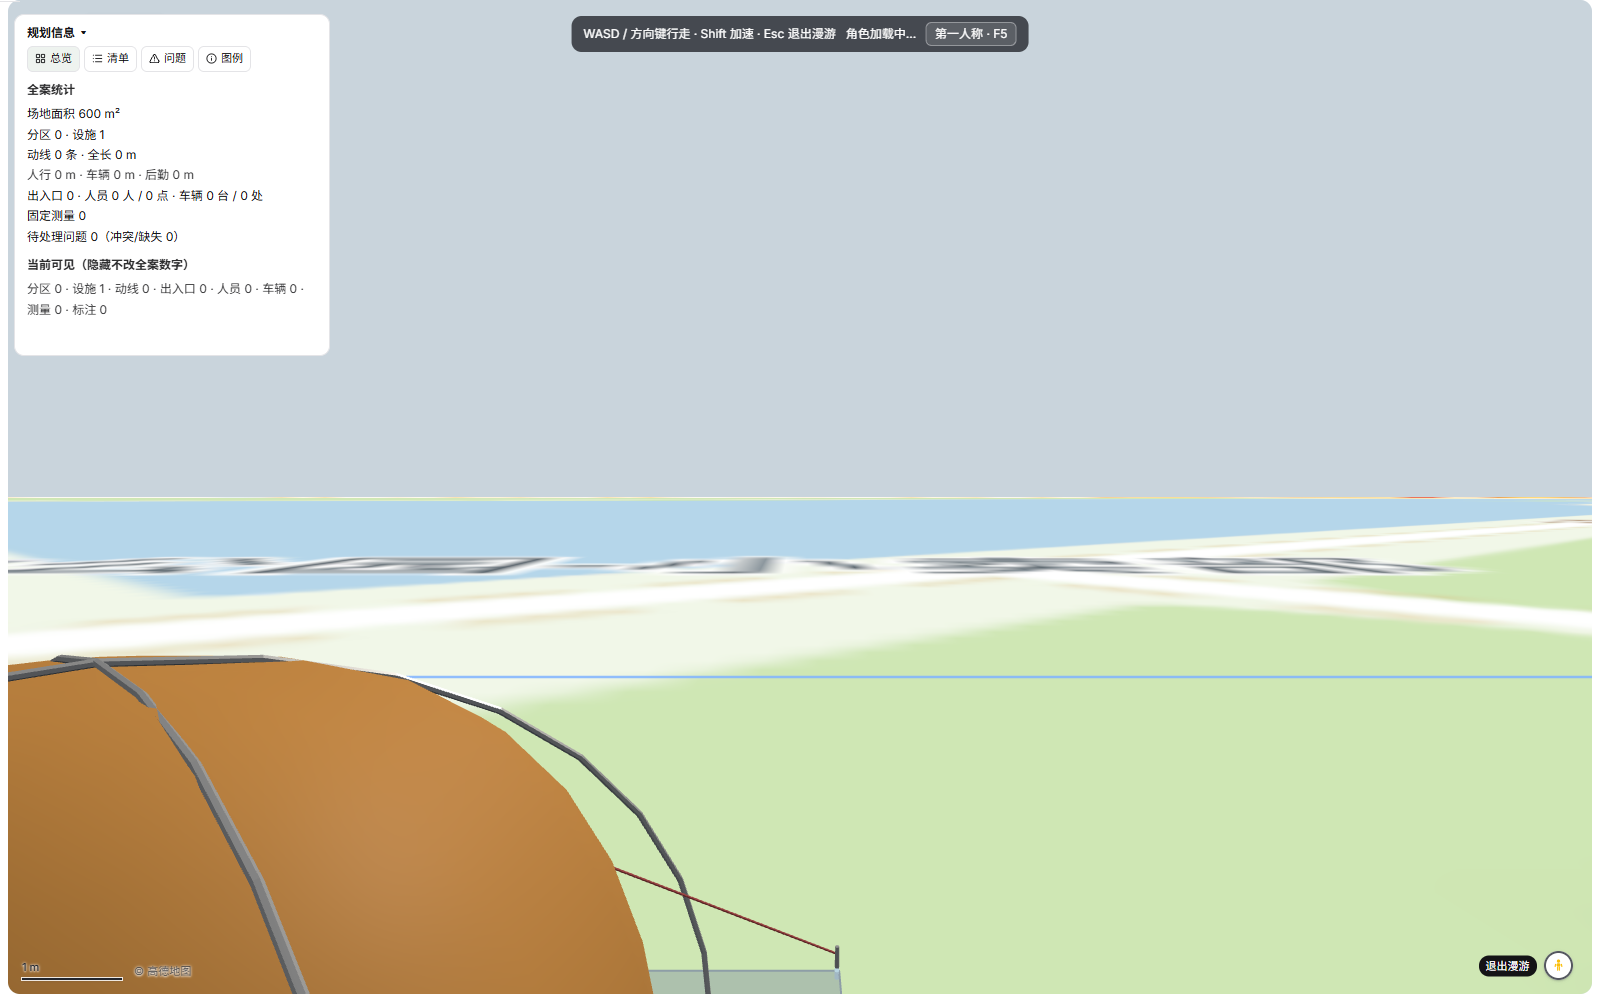 规划信息
总览 清单 问题 图例
全案统计
场地面积 600 m²
分区 0 · 设施 1
动线 0 条 · 全长 0 m
人行 0 m · 车辆 0 m · 后勤 0 m
出入口 0 · 人员 0 人 / 0 点 · 车辆 0 台 / 0 处
固定测量 0
待处理问题 0（冲突/缺失 0）
当前可见（隐藏不改全案数字）
分区 0 · 设施 1 · 动线 0 · 出入口 0 · 人员 0 · 车辆 0 ·
测量 0 · 标注 0
WASD / 方向键行走 · Shift 加速 · Esc 退出漫游 角色加载中... 第一人称 · F5
1 m
© 高德地图
退出漫游